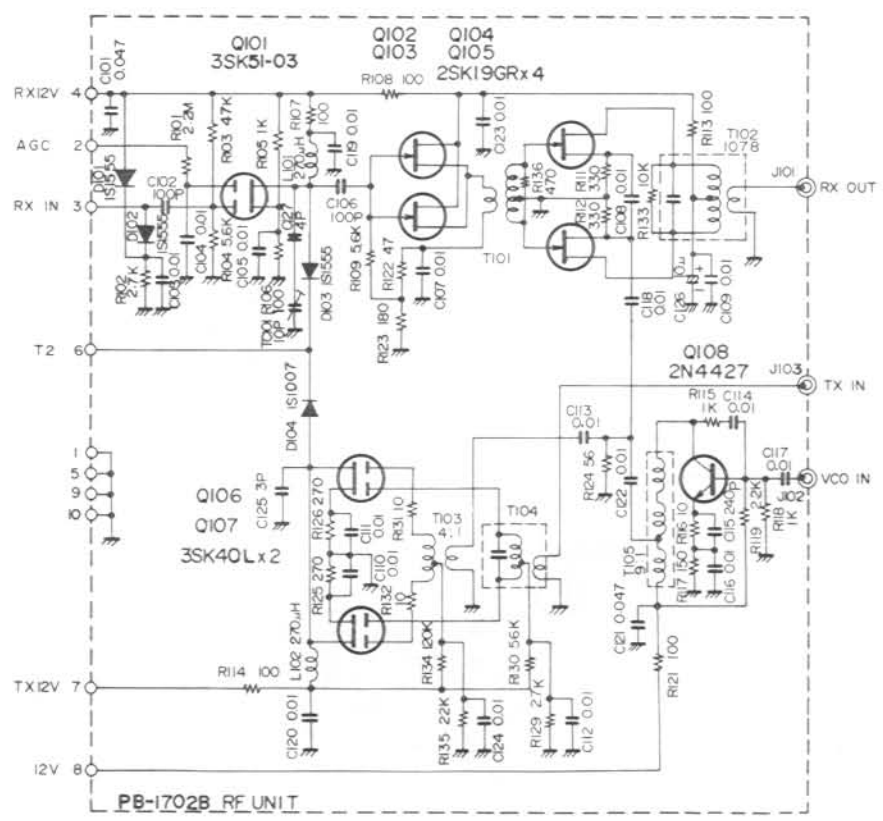 Q101
3SK51-03
Q102 Q104
Q103 Q105
2SK19GRx4
C101
0.047
RX12V 4
AGC 2
RX IN 3
T2 6
1
5
9
10
TX12V 7
12V 8
D101
1S1555
R101
2.2M
C102
100P
D102
1S1555
R102
2.7K
C103 0.01
C104 0.01
R103 47K
R104 5.6K
R105 1K
C105 0.01
R106
100
TC101
10P
C127
4P
L101
270μH
R107
100
C119 0.01
D103 1S1555
C106
100P
R108 100
R109 5.6K
R122 47
R123 180
C107 0.01
C123 0.01
T101
R136
470
R111
330
R112
330
C108
0.01
R133
10K
R113 100
T102
1078
J101
RX OUT
C118
0.01
C126
C109 0.01
Q108
2N4427
J103
TX IN
R115
1K
C114
0.01
C117
0.01
J102
VCO IN
R118
1K
R119
2.2K
C115 240P
R116 10
R117 150
C116 0.01
T105
9:1
C121 0.047
R121 100
C122
0.01
R124 56
C113
0.01
D104 1S1007
C125 3P
Q106
Q107
3SK40Lx2
R126 270
R125 270
C111
0.01
C110
0.01
R131 10
R132
10
T103
4:1
T104
L102 270μH
R114 100
C120 0.01
R134 120K
R135 22K
C124 0.01
R130 56K
R129 27K
C112 0.01
PB-1702B RF UNIT